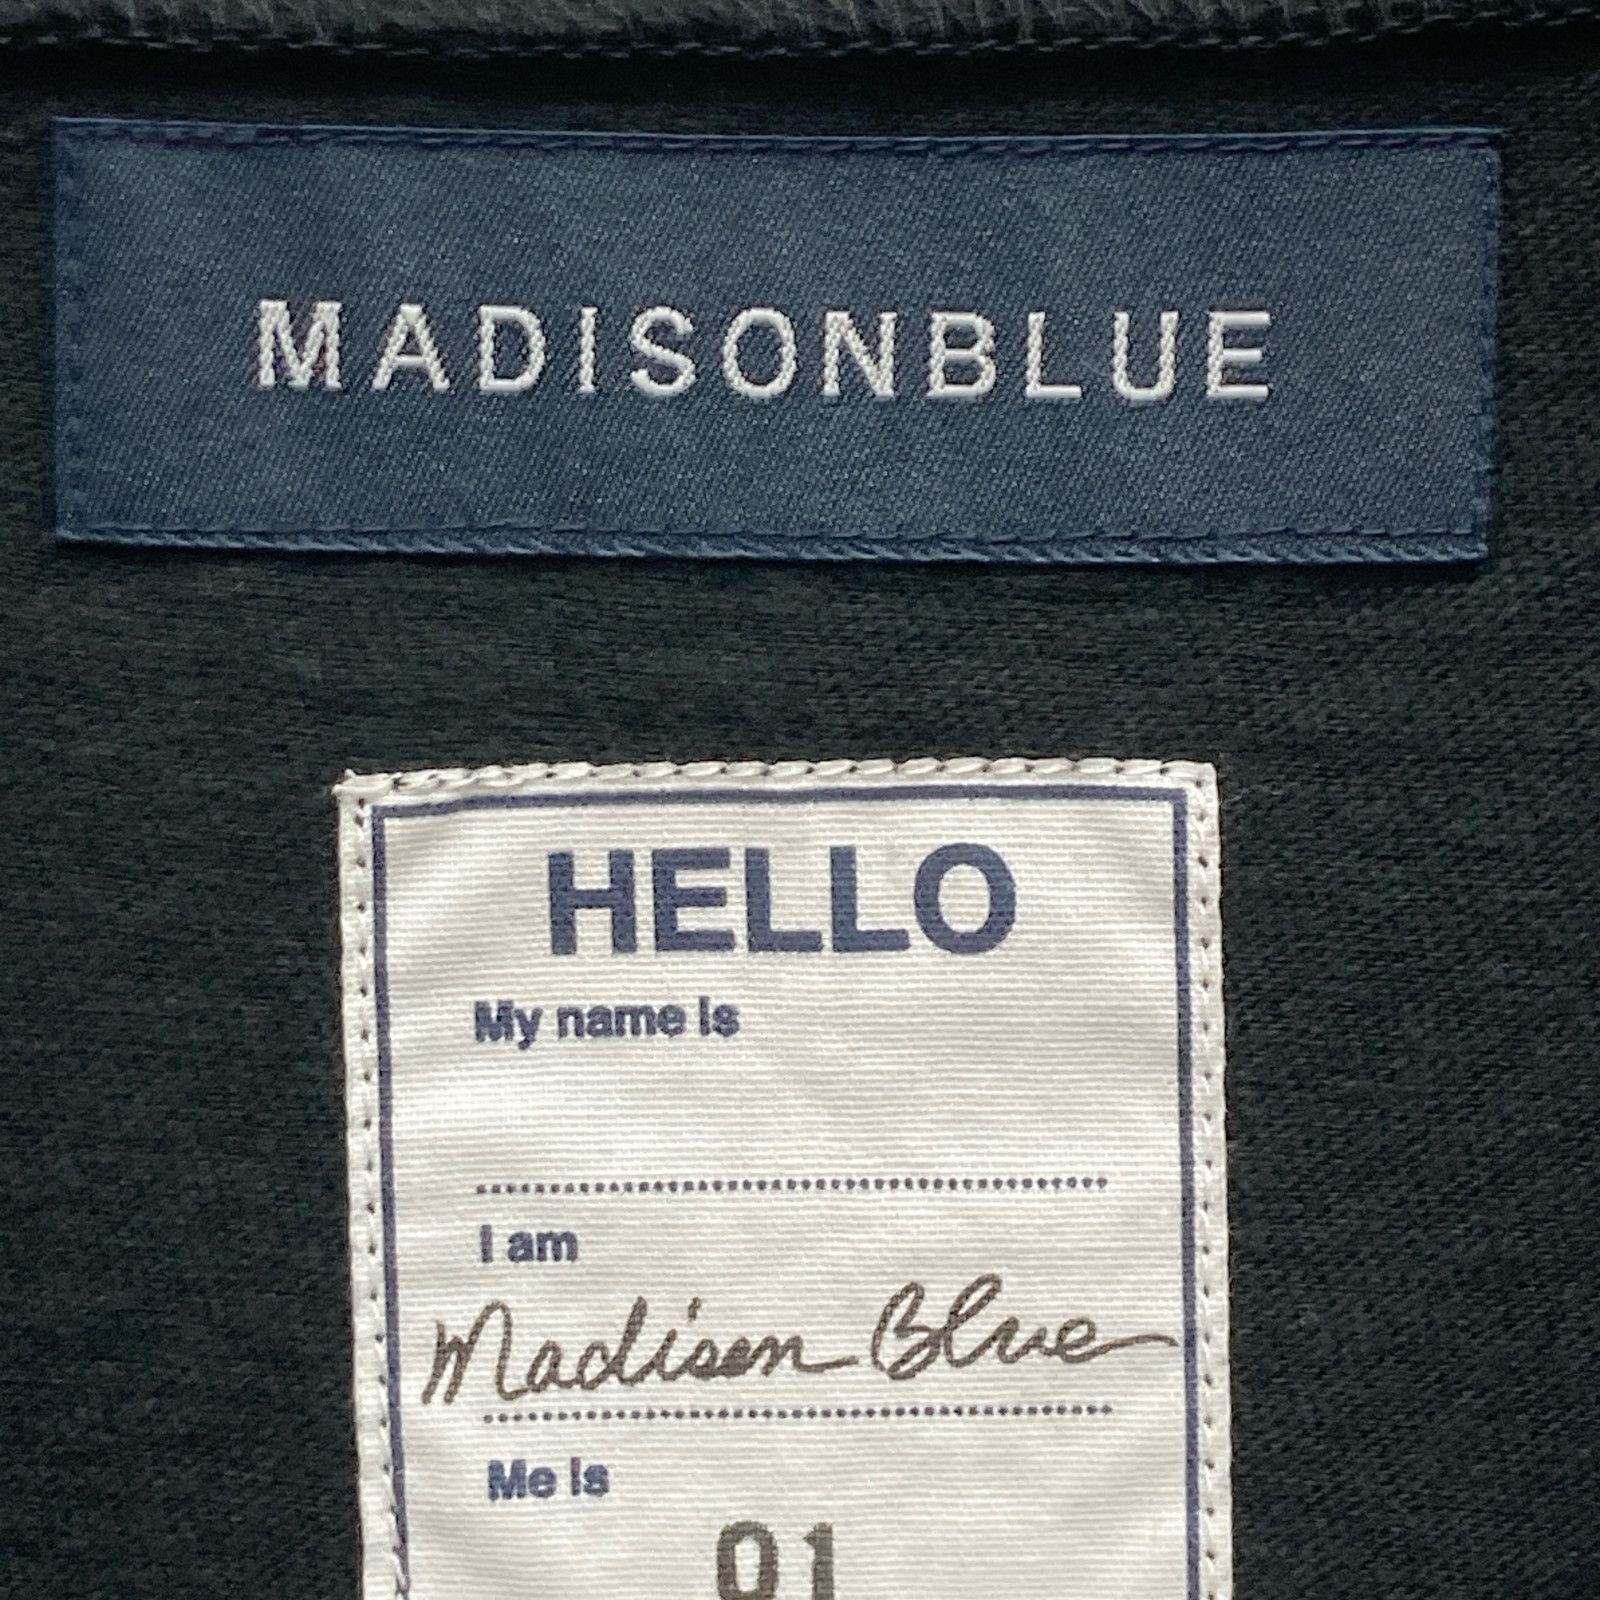 MADISONBLUE
HELLO
My name is
I am
Madison Blue
Me is
01